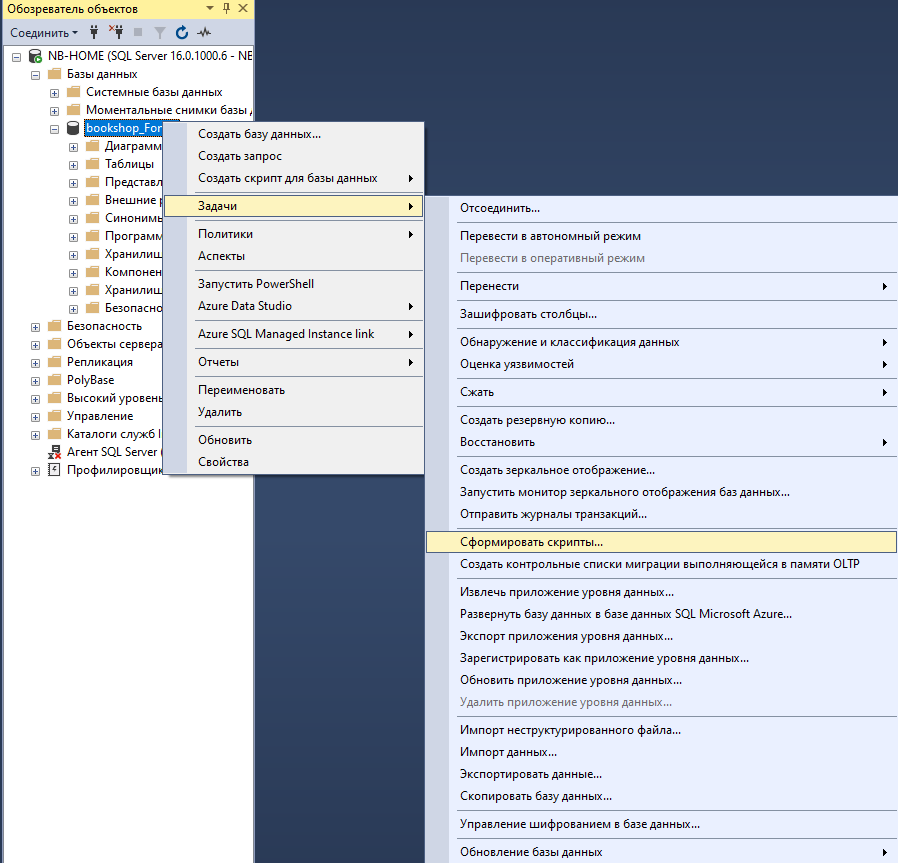 Обозреватель объектов
Соединить
NB-HOME (SQL Server 16.0.1000.6 - NE
Базы данных
Системные базы данных
Моментальные снимки базы
bookshop_For
Диаграмм
Таблицы
Представл
Внешние р
Синонимы
Программ
Хранилищ
Компонен
Хранилищ
Безопасно
Безопасность
Объекты сервера
Репликация
PolyBase
Высокий уровень
Управление
Каталоги служб I
Агент SQL Server (
Профилировщик
Создать базу данных...
Создать запрос
Создать скрипт для базы данных
Задачи
Политики
Аспекты
Запустить PowerShell
Azure Data Studio
Azure SQL Managed Instance link
Отчеты
Переименовать
Удалить
Обновить
Свойства
Отсоединить...
Перевести в автономный режим
Перевести в оперативный режим
Перенести
Зашифровать столбцы...
Обнаружение и классификация данных
Оценка уязвимостей
Сжать
Создать резервную копию...
Восстановить
Создать зеркальное отображение...
Запустить монитор зеркального отображения баз данных...
Отправить журналы транзакций...
Сформировать скрипты...
Создать контрольные списки миграции выполняющейся в памяти OLTP
Извлечь приложение уровня данных...
Развернуть базу данных в базе данных SQL Microsoft Azure...
Экспорт приложения уровня данных...
Зарегистрировать как приложение уровня данных...
Обновить приложение уровня данных...
Удалить приложение уровня данных...
Импорт неструктурированного файла...
Импорт данных...
Экспортировать данные...
Скопировать базу данных...
Управление шифрованием в базе данных...
Обновление базы данных